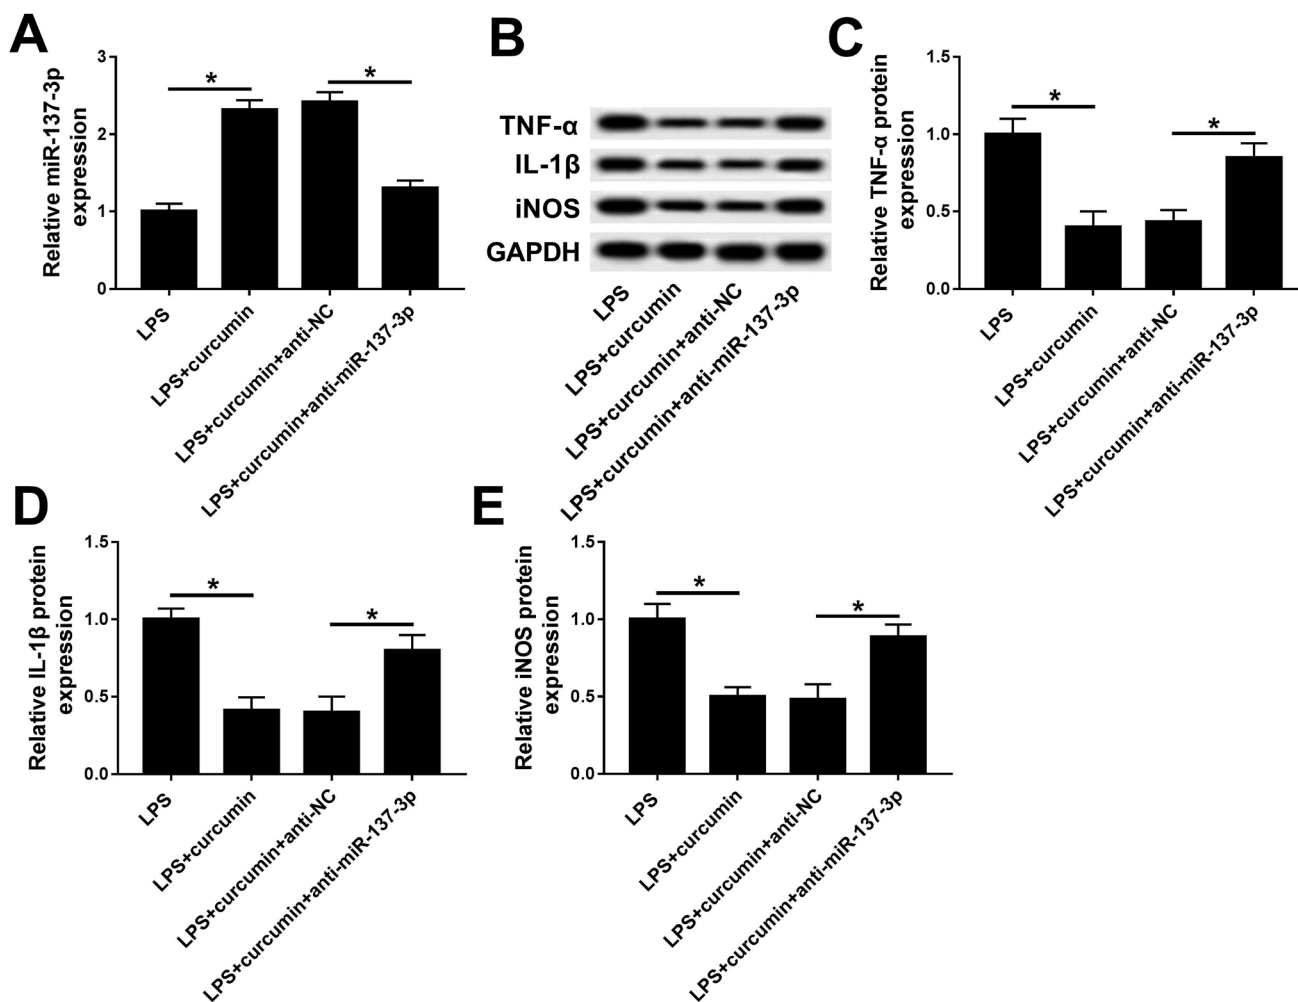 A
Relative miR-137-3p
expression
3
2
1
0
*
*
LPS
LPS+curcumin
LPS+curcumin+anti-NC
LPS+curcumin+anti-miR-137-3p
B
TNF-α
IL-1β
iNOS
GAPDH
LPS
LPS+curcumin
LPS+curcumin+anti-NC
LPS+curcumin+anti-miR-137-3p
C
Relative TNF-α protein
expression
1.5
1.0
0.5
0.0
*
*
LPS
LPS+curcumin
LPS+curcumin+anti-NC
LPS+curcumin+anti-miR-137-3p
D
Relative IL-1β protein
expression
1.5
1.0
0.5
0.0
*
*
LPS
LPS+curcumin
LPS+curcumin+anti-NC
LPS+curcumin+anti-miR-137-3p
E
Relative iNOS protein
expression
1.5
1.0
0.5
0.0
*
*
LPS
LPS+curcumin
LPS+curcumin+anti-NC
LPS+curcumin+anti-miR-137-3p